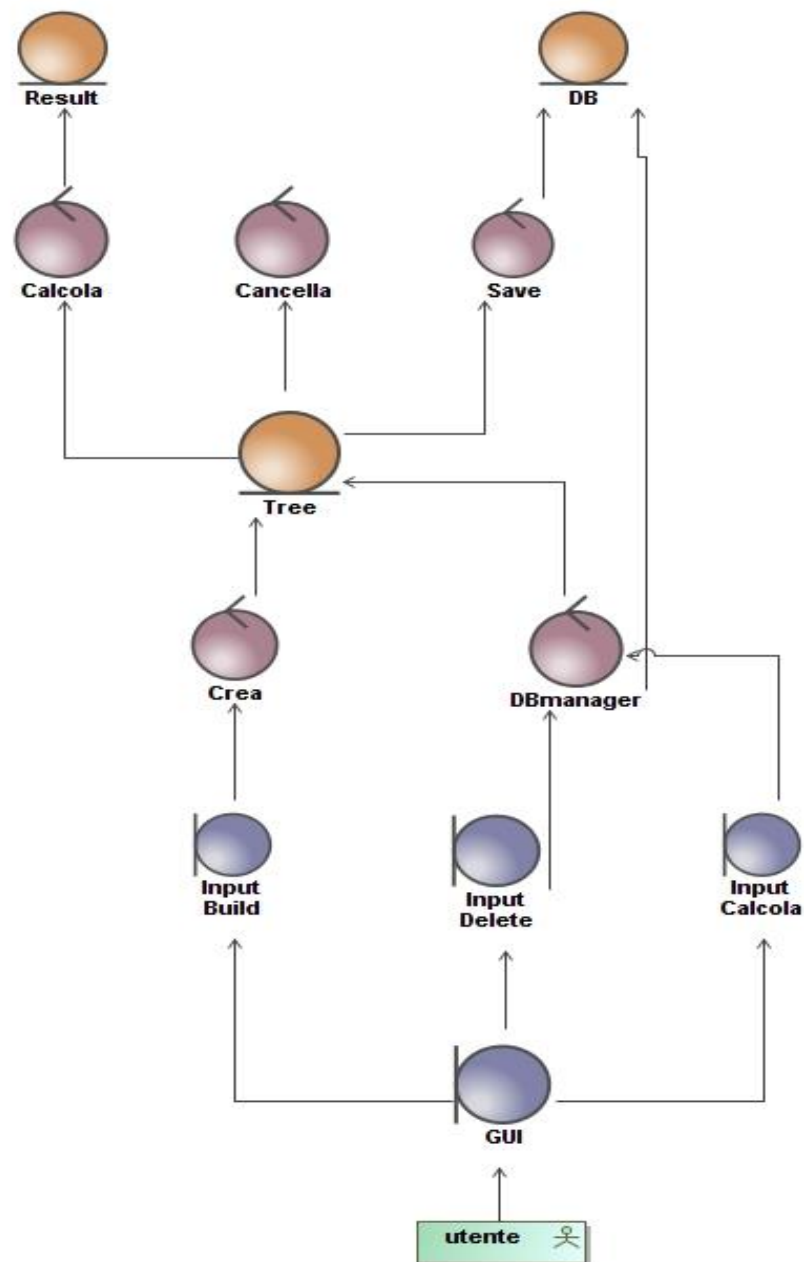 Result
DB
Calcola
Cancella
Save
Tree
Crea
DBmanager
Input
Build
Input
Delete
Input
Calcola
GUI
utente